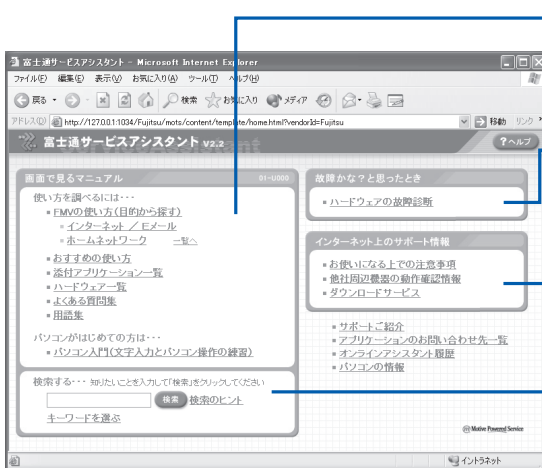 富士通サービスアシスタント - Microsoft Internet Explorer
ファイル(F) 編集(E) 表示(V) お気に入り(A) ツール(T) ヘルプ(H)
戻る 検索 お気に入り メディア
アドレス(D) http://127.0.0.1:1034/Fujitsu/mots/content/template/home.html?vendorId=Fujitsu 移動 リンク
富士通サービスアシスタント V2.2 ?ヘルプ
画面で見るマニュアル 01-U000
使い方を調べるには・・・
FMVの使い方(目的から探す)
インターネット / Eメール
ホームネットワーク 一覧へ
おすすめの使い方
添付アプリケーション一覧
ハードウェア一覧
よくある質問集
用語集
パソコンがはじめての方は・・・
パソコン入門(文字入力とパソコン操作の練習)
検索する・・・ 知りたいことを入力して「検索」をクリックしてください
検索 検索のヒント
キーワードを選ぶ
故障かな?と思ったとき
ハードウェアの故障診断
インターネット上のサポート情報
お使いになる上での注意事項
他社周辺機器の動作確認情報
ダウンロードサービス
サポートご紹介
アプリケーションのお問い合わせ先一覧
オンラインアシスタント履歴
パソコンの情報
Motive Powered Service
イントラネット